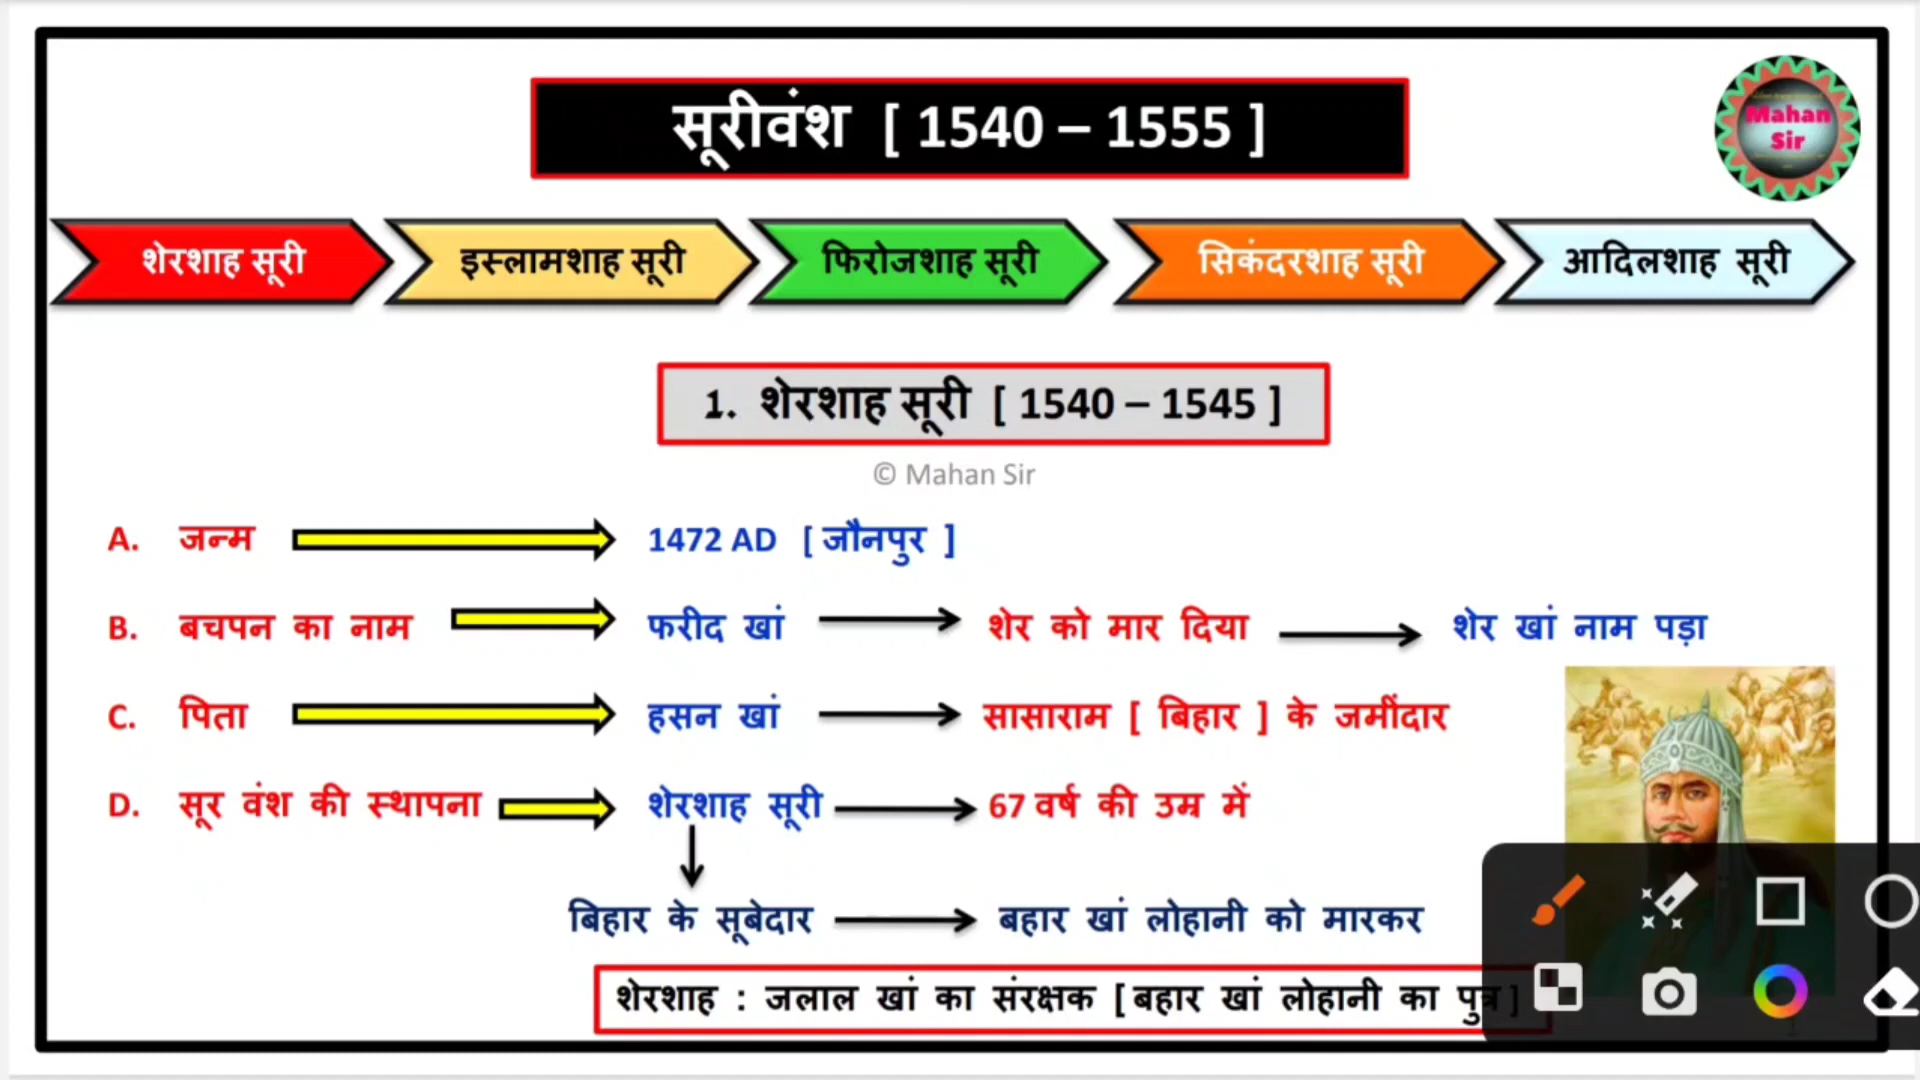 सूरीवंश [ 1540 – 1555 ]
Mahan
Sir
शेरशाह सूरी
इस्लामशाह सूरी
फिरोजशाह सूरी
सिकंदरशाह सूरी
आदिलशाह सूरी
1. शेरशाह सूरी [ 1540 – 1545 ]
© Mahan Sir
A. जन्म 1472 AD [ जौनपुर ]
B. बचपन का नाम फरीद खां शेर को मार दिया शेर खां नाम पड़ा
C. पिता हसन खां सासाराम [ बिहार ] के जमींदार
D. सूर वंश की स्थापना शेरशाह सूरी 67 वर्ष की उम्र में
बिहार के सूबेदार बहार खां लोहानी को मारकर
शेरशाह : जलाल खां का संरक्षक [ बहार खां लोहानी का पुत्र ]